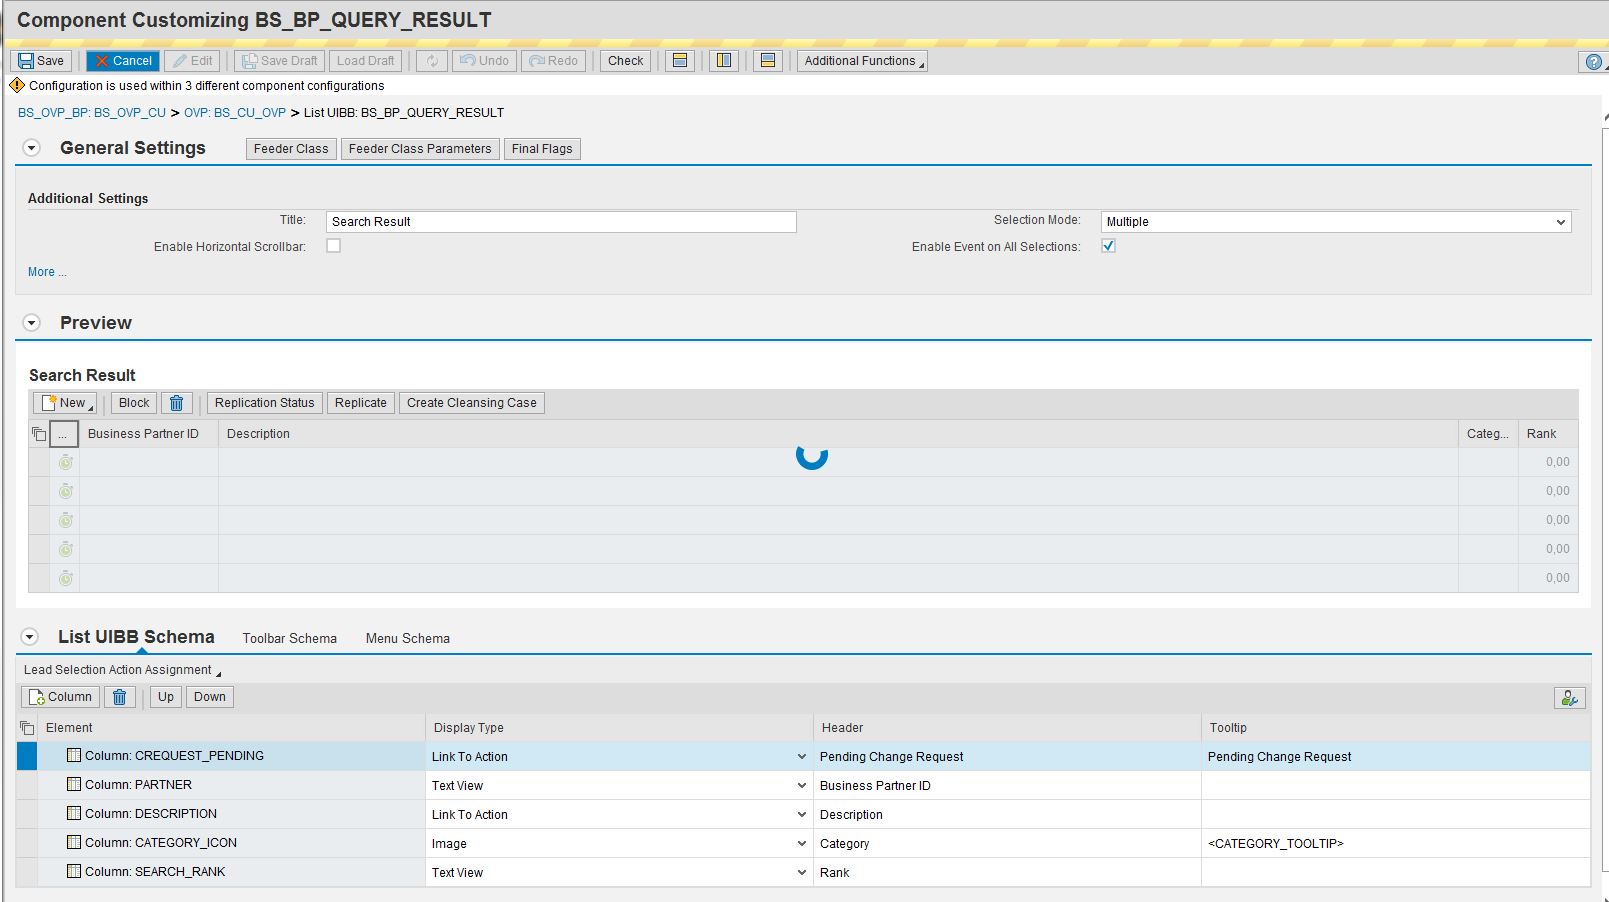 Component Customizing BS_BP_QUERY_RESULT
Save Cancel Edit Save Draft Load Draft Undo Redo Check Additional Functions
Configuration is used within 3 different component configurations
BS_OVP_BP: BS_OVP_CU > OVP: BS_CU_OVP > List UIBB: BS_BP_QUERY_RESULT
General Settings Feeder Class Feeder Class Parameters Final Flags
Additional Settings
Title: Search Result Selection Mode: Multiple
Enable Horizontal Scrollbar: Enable Event on All Selections:
More ...
Preview
Search Result
New Block Replication Status Replicate Create Cleansing Case
... Business Partner ID Description Categ... Rank
0,00
0,00
0,00
0,00
0,00
List UIBB Schema Toolbar Schema Menu Schema
Lead Selection Action Assignment
Column Up Down
Element Display Type Header Tooltip
Column: CREQUEST_PENDING Link To Action Pending Change Request Pending Change Request
Column: PARTNER Text View Business Partner ID
Column: DESCRIPTION Link To Action Description
Column: CATEGORY_ICON Image Category <CATEGORY_TOOLTIP>
Column: SEARCH_RANK Text View Rank